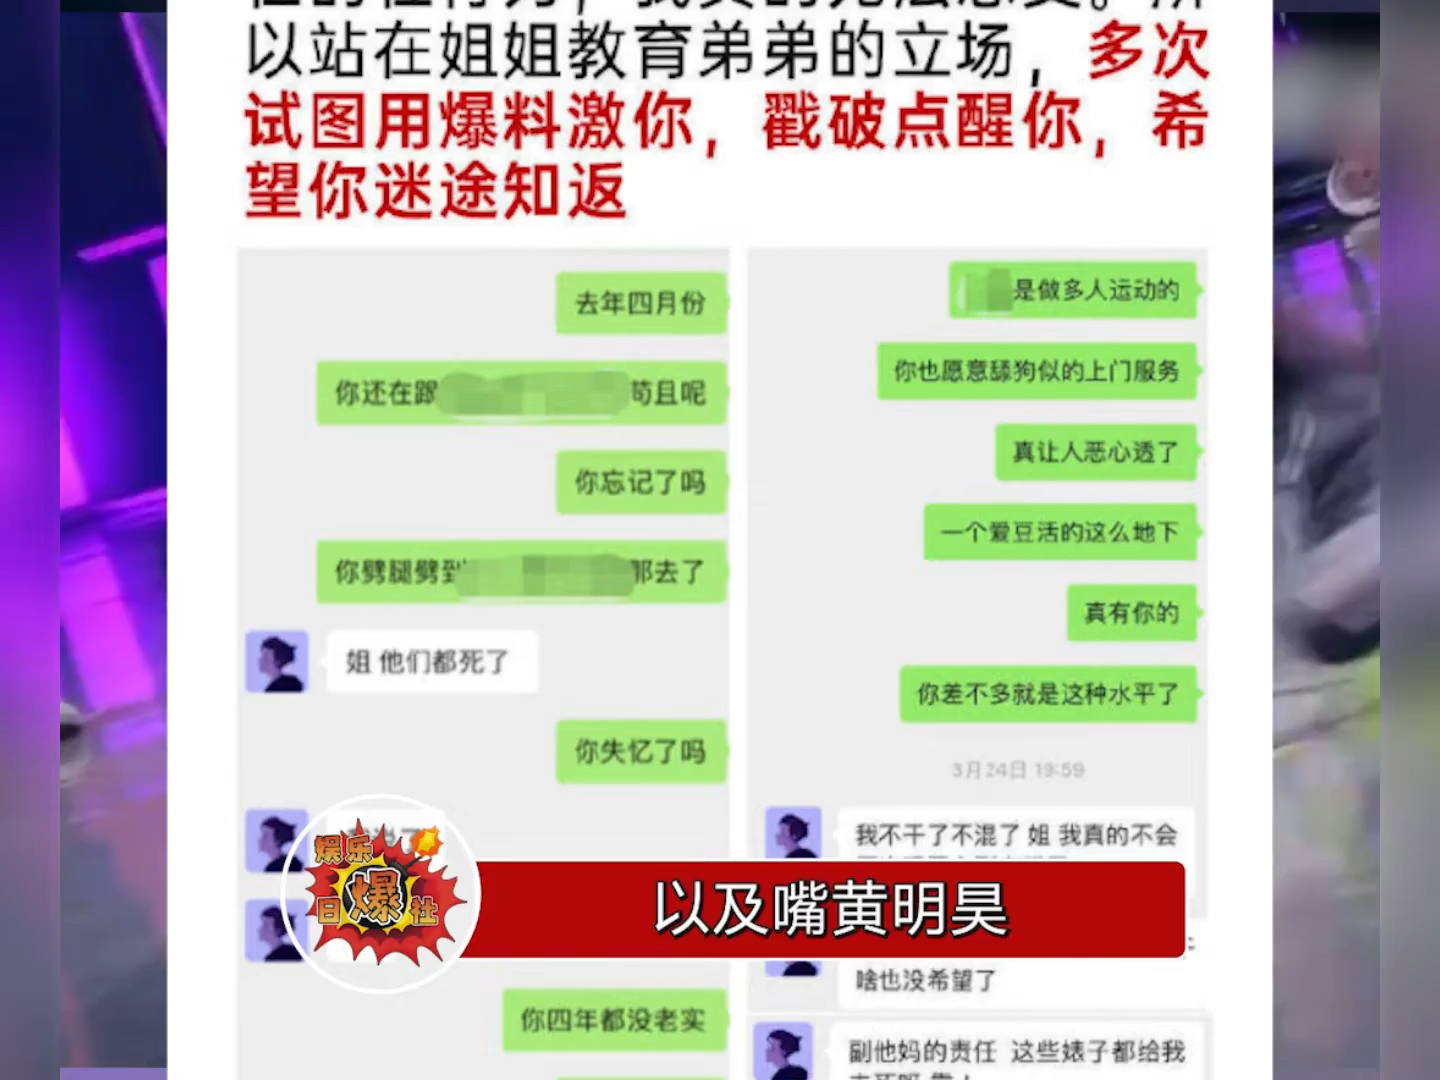 以站在姐姐教育弟弟的立场，多次
试图用爆料激你，戳破点醒你，希
望你迷途知返
去年四月份
你还在跟
苟且呢
你忘记了吗
你劈腿劈到
那去了
姐 他们都死了
你失忆了吗
你四年都没老实
是做多人运动的
你也愿意舔狗似的上门服务
真让人恶心透了
一个爱豆活的这么地下
真有你的
你差不多就是这种水平了
3月24日 19:59
我不干了不混了 姐 我真的不会
啥也没希望了
副他妈的责任 这些婊子都给我
娱乐
日爆社
以及嘴黄明昊